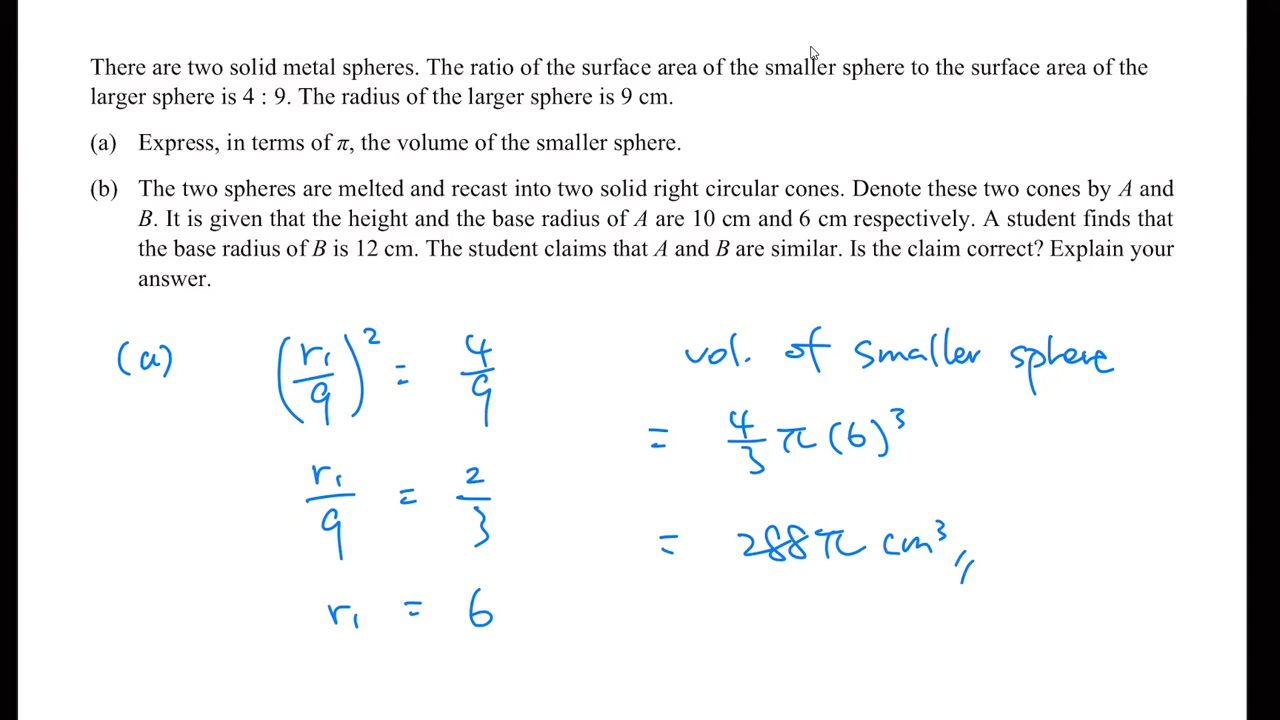 There are two solid metal spheres. The ratio of the surface area of the smaller sphere to the surface area of the
larger sphere is 4 : 9. The radius of the larger sphere is 9 cm.
(a) Express, in terms of π, the volume of the smaller sphere.
(b) The two spheres are melted and recast into two solid right circular cones. Denote these two cones by A and
B. It is given that the height and the base radius of A are 10 cm and 6 cm respectively. A student finds that
the base radius of B is 12 cm. The student claims that A and B are similar. Is the claim correct? Explain your
answer.
(a) (r₁/9)² = 4/9
r₁/9 = 2/3
r₁ = 6
vol. of smaller sphere
= 4/3 π (6)³
= 288π cm³